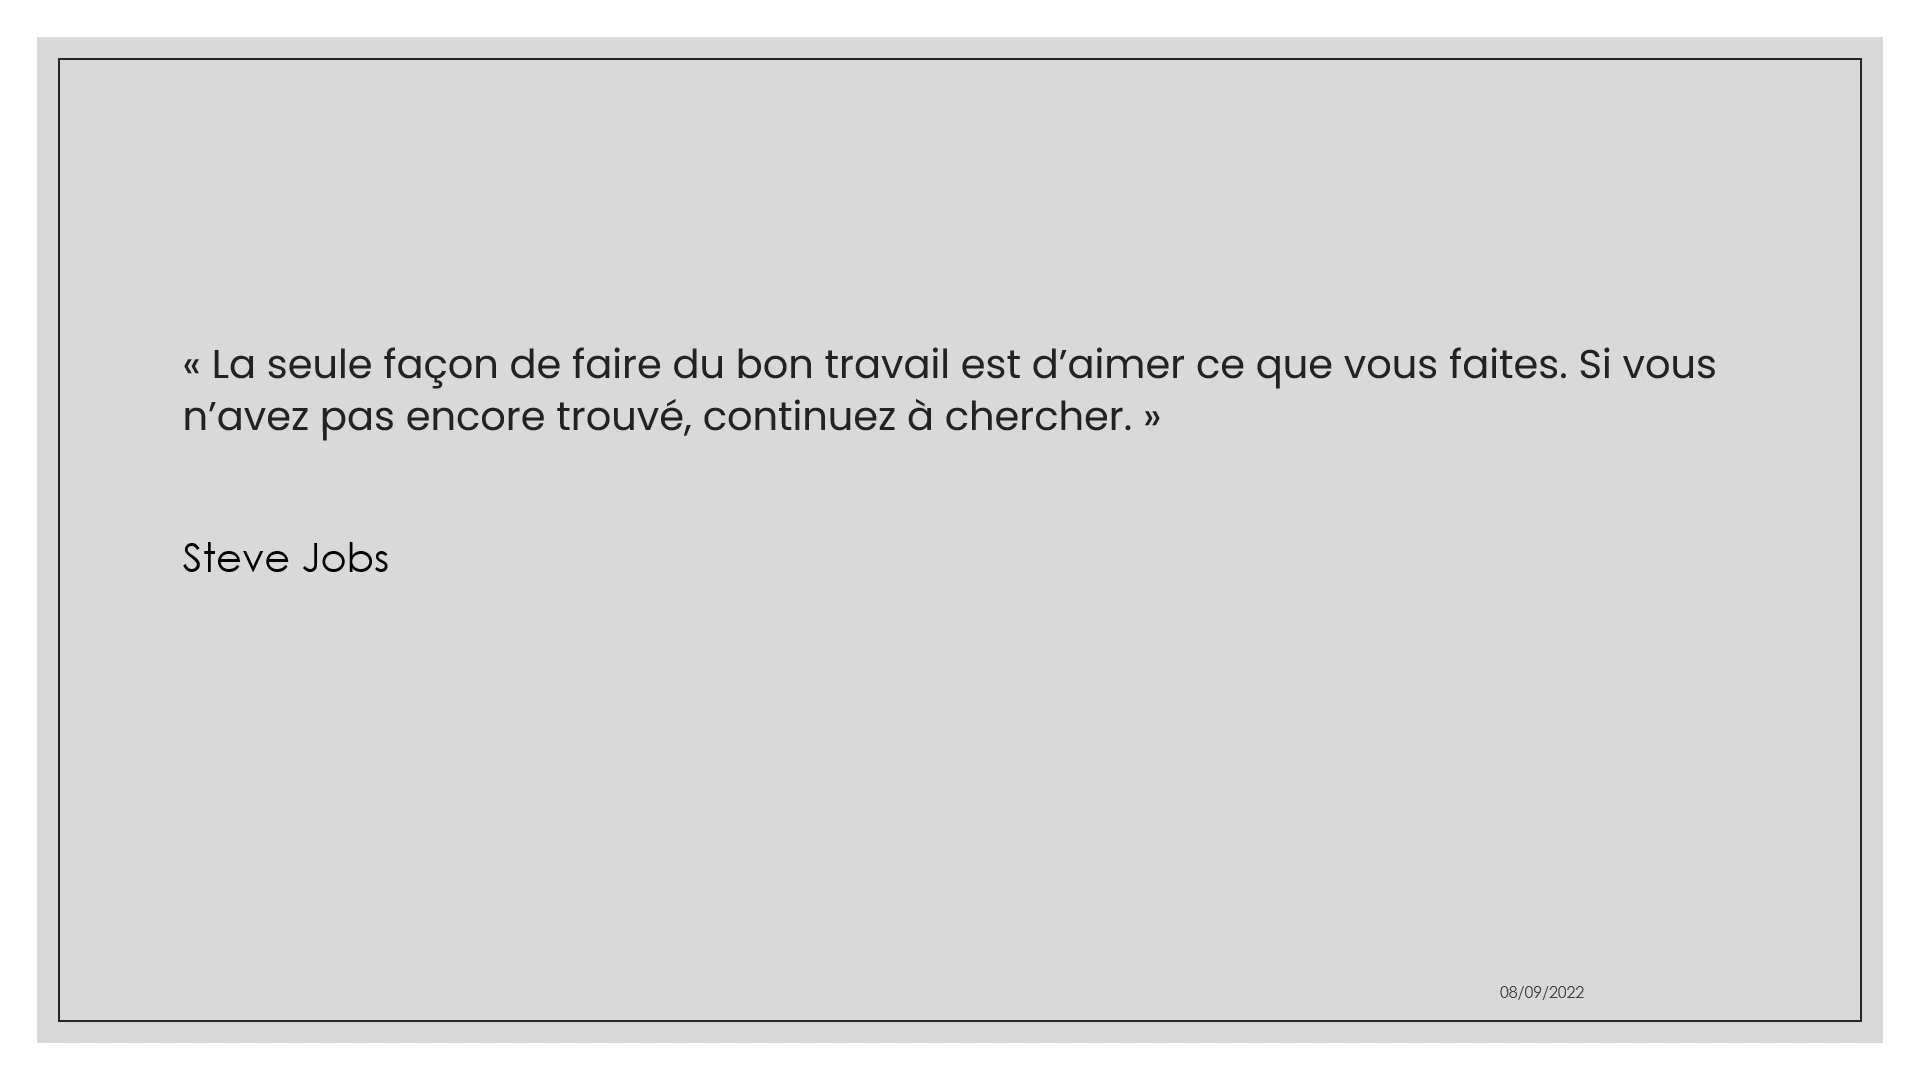 « La seule façon de faire du bon travail est d’aimer ce que vous faites. Si vous
n’avez pas encore trouvé, continuez à chercher. »
Steve Jobs
08/09/2022